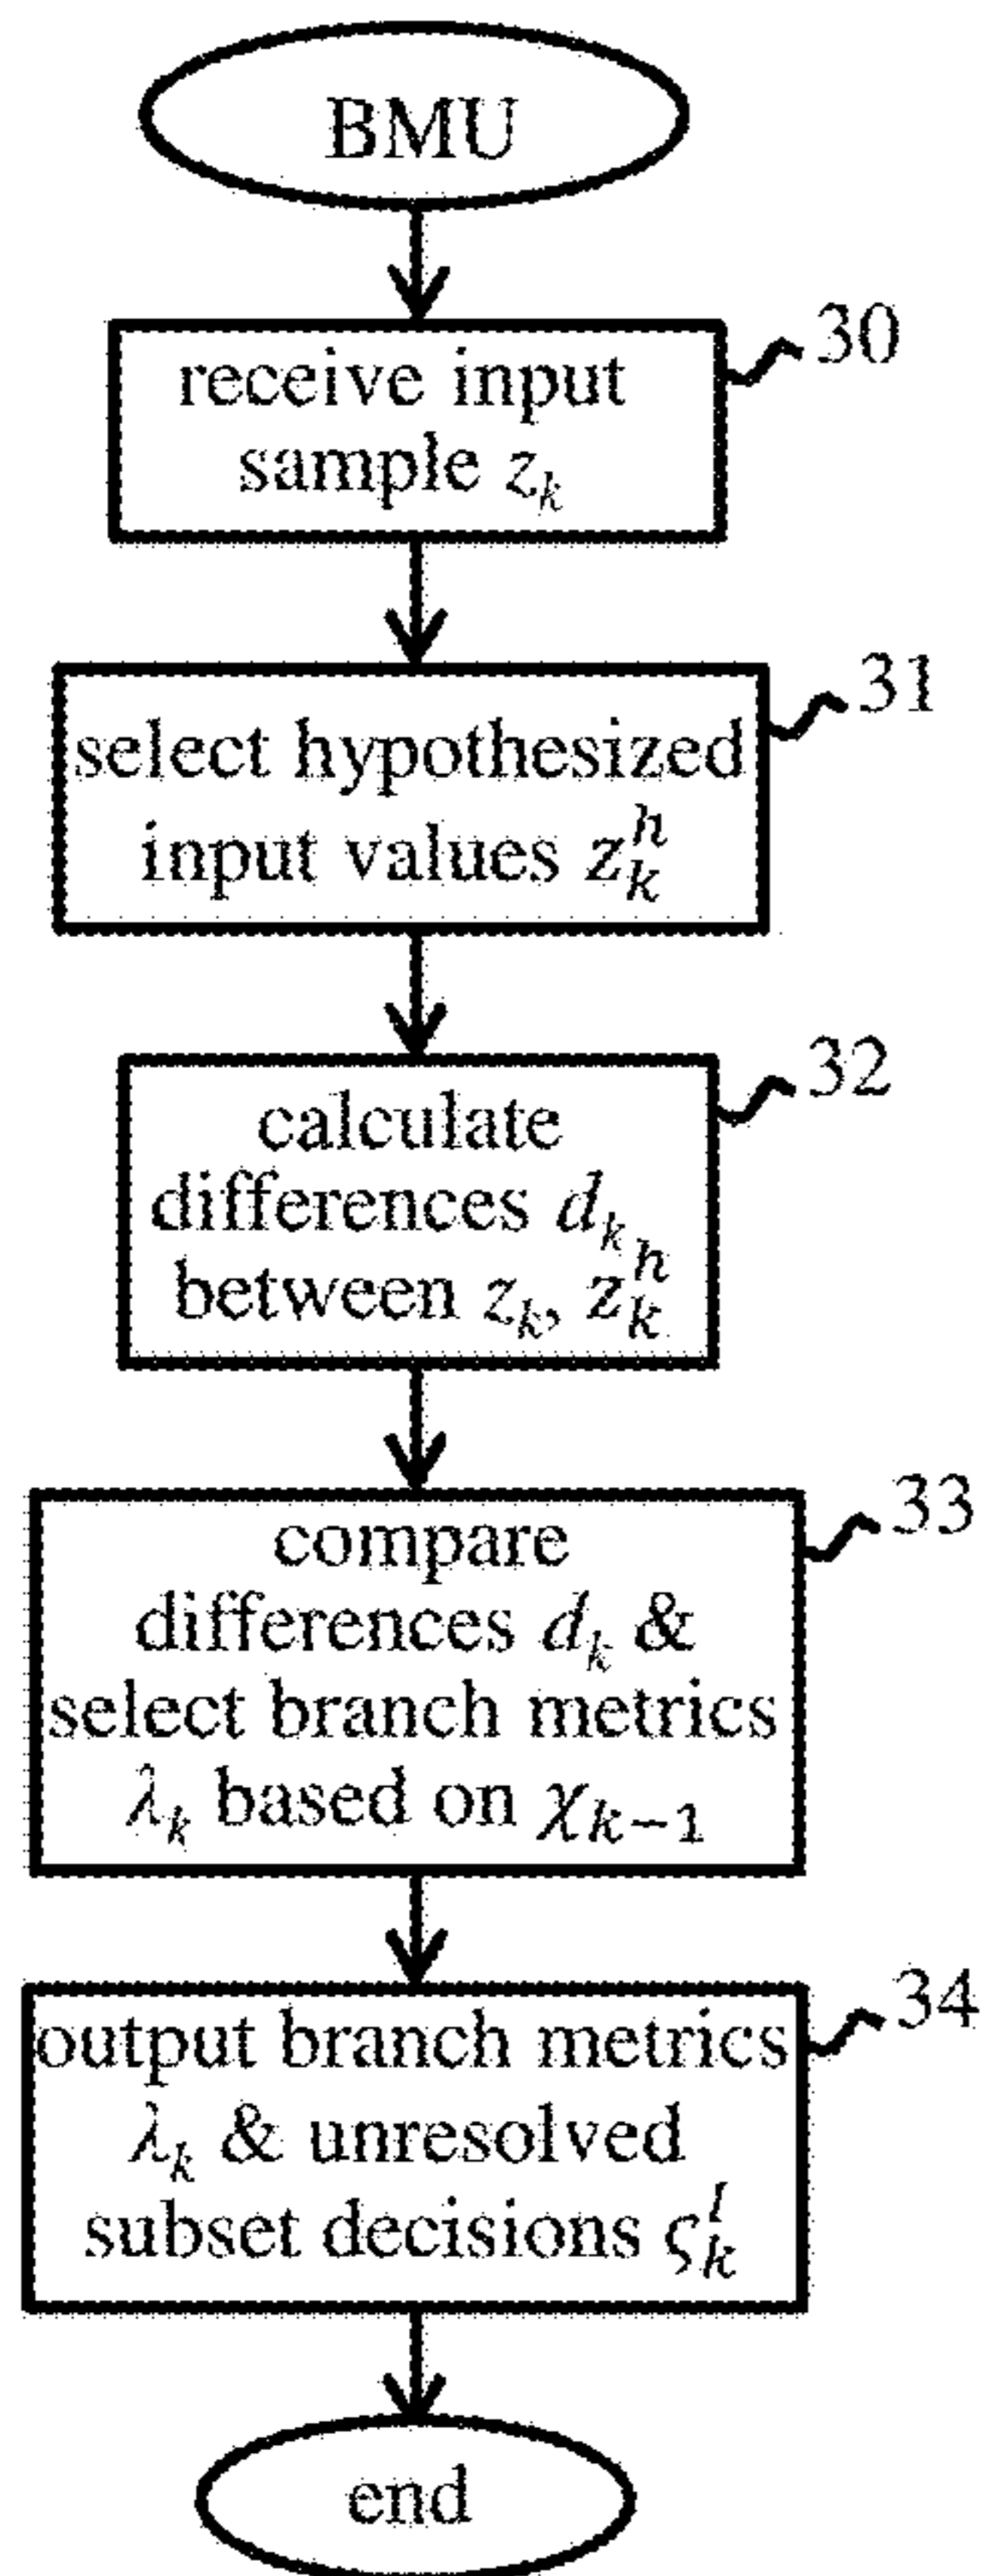 BMU
receive input
30
sample z_k
31
select hypothesized
input values z_k^h
32
calculate
differences d_k
between z_k, z_k^h
33
compare
differences d_k &
select branch metrics
λ_k based on χ_{k−1}
34
output branch metrics
λ_k & unresolved
subset decisions ς_k^l
end